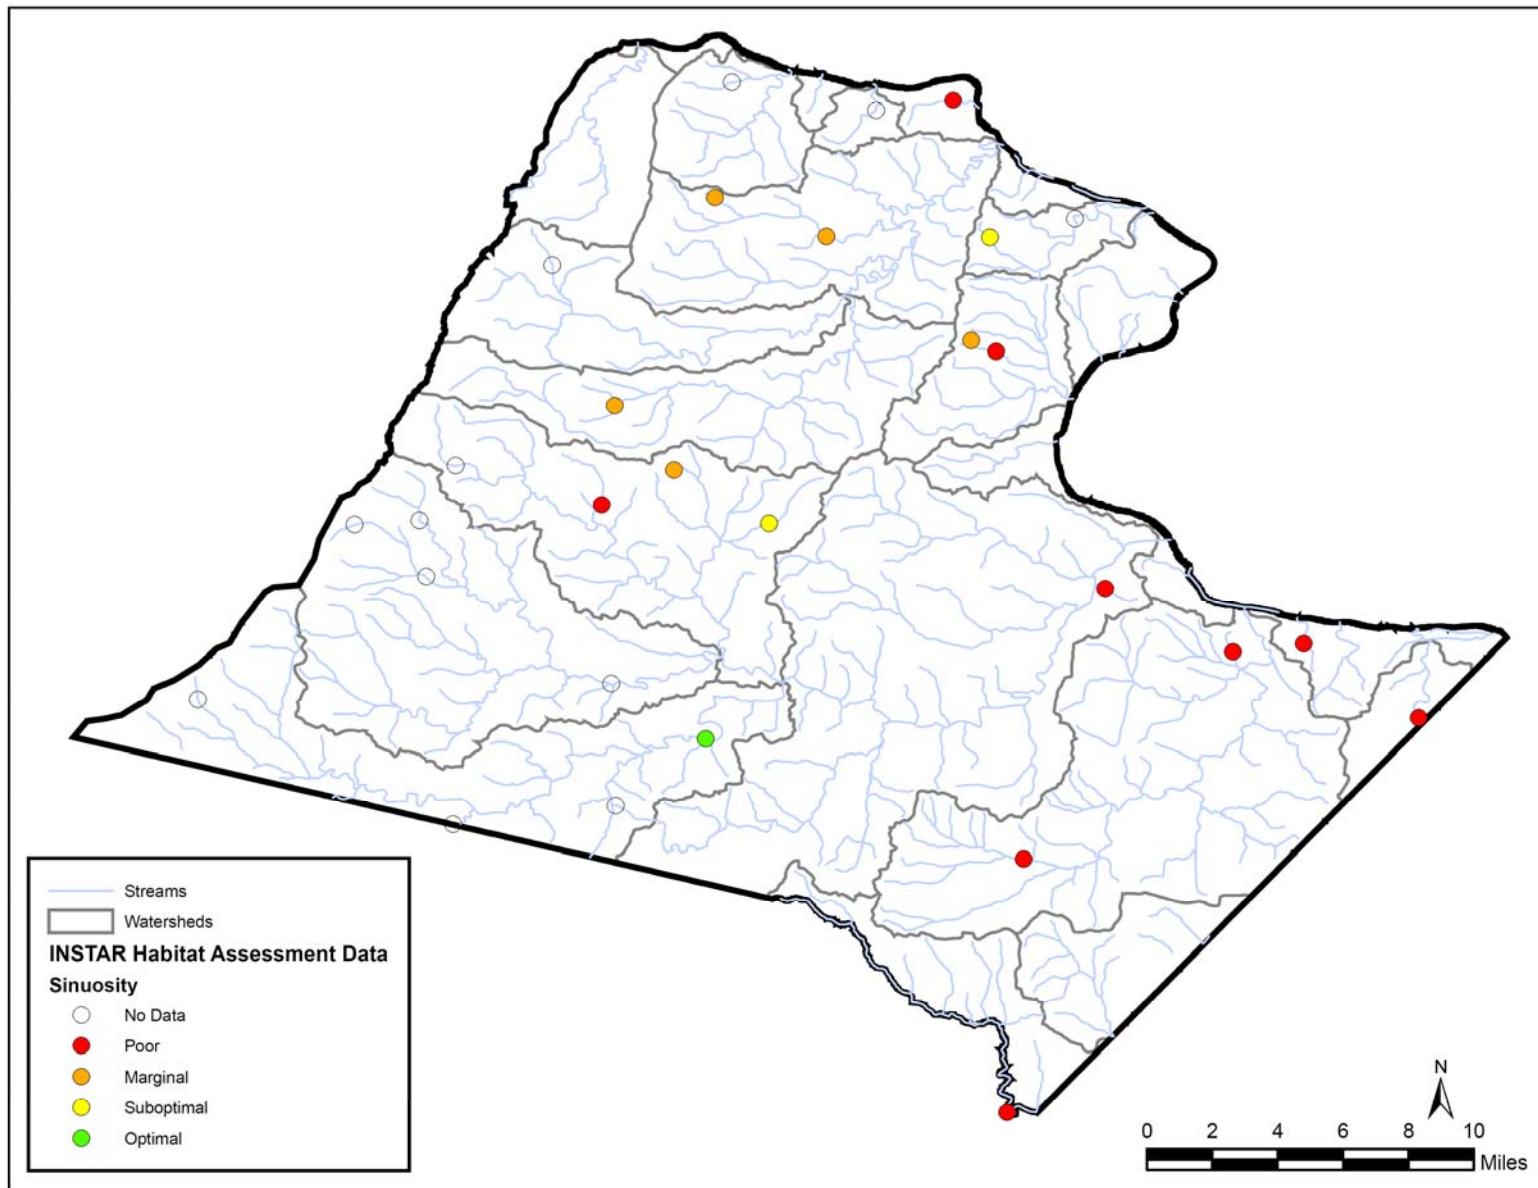 Streams
Watersheds
INSTAR Habitat Assessment Data
Sinuosity
No Data
Poor
Marginal
Suboptimal
Optimal
N
0 2 4 6 8 10
Miles